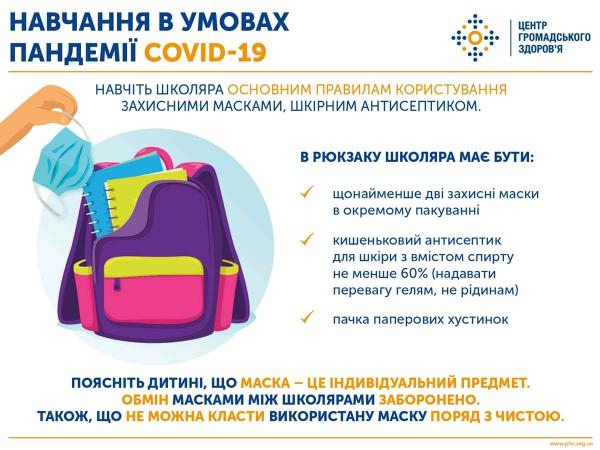 НАВЧАННЯ В УМОВАХ
ПАНДЕМІЇ COVID-19
ЦЕНТР
ГРОМАДСЬКОГО
ЗДОРОВ'Я
НАВЧІТЬ ШКОЛЯРА ОСНОВНИМ ПРАВИЛАМ КОРИСТУВАННЯ
ЗАХИСНИМИ МАСКАМИ, ШКІРНИМ АНТИСЕПТИКОМ.
В РЮКЗАКУ ШКОЛЯРА МАЄ БУТИ:
щонайменше дві захисні маски
в окремому пакуванні
кишеньковий антисептик
для шкіри з вмістом спирту
не менше 60% (надавати
перевагу гелям, не рідинам)
пачка паперових хустинок
ПОЯСНІТЬ ДИТИНІ, ЩО МАСКА – ЦЕ ІНДИВІДУАЛЬНИЙ ПРЕДМЕТ.
ОБМІН МАСКАМИ МІЖ ШКОЛЯРАМИ ЗАБОРОНЕНО.
ТАКОЖ, ЩО НЕ МОЖНА КЛАСТИ ВИКОРИСТАНУ МАСКУ ПОРЯД З ЧИСТОЮ.
www.phc.org.ua